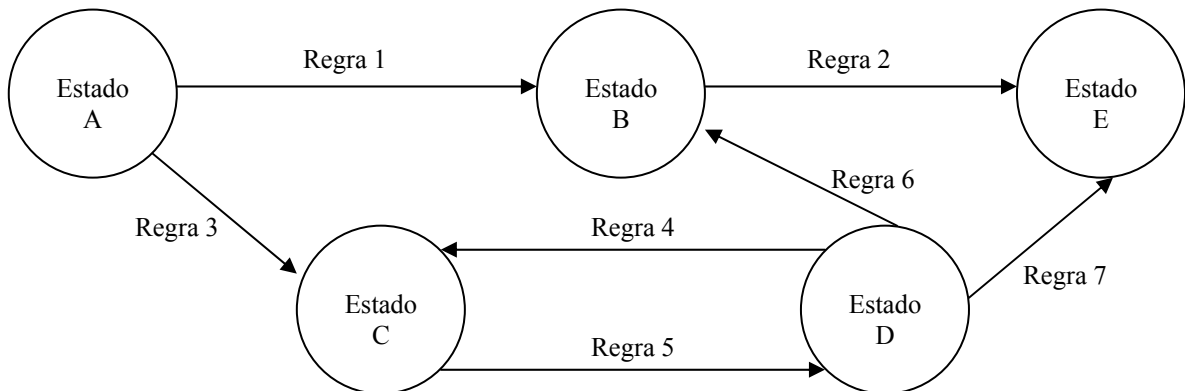 Regra 1
Regra 2
Estado
A
Estado
B
Estado
E
Regra 6
Regra 3
Regra 4
Regra 7
Estado
C
Estado
D
Regra 5